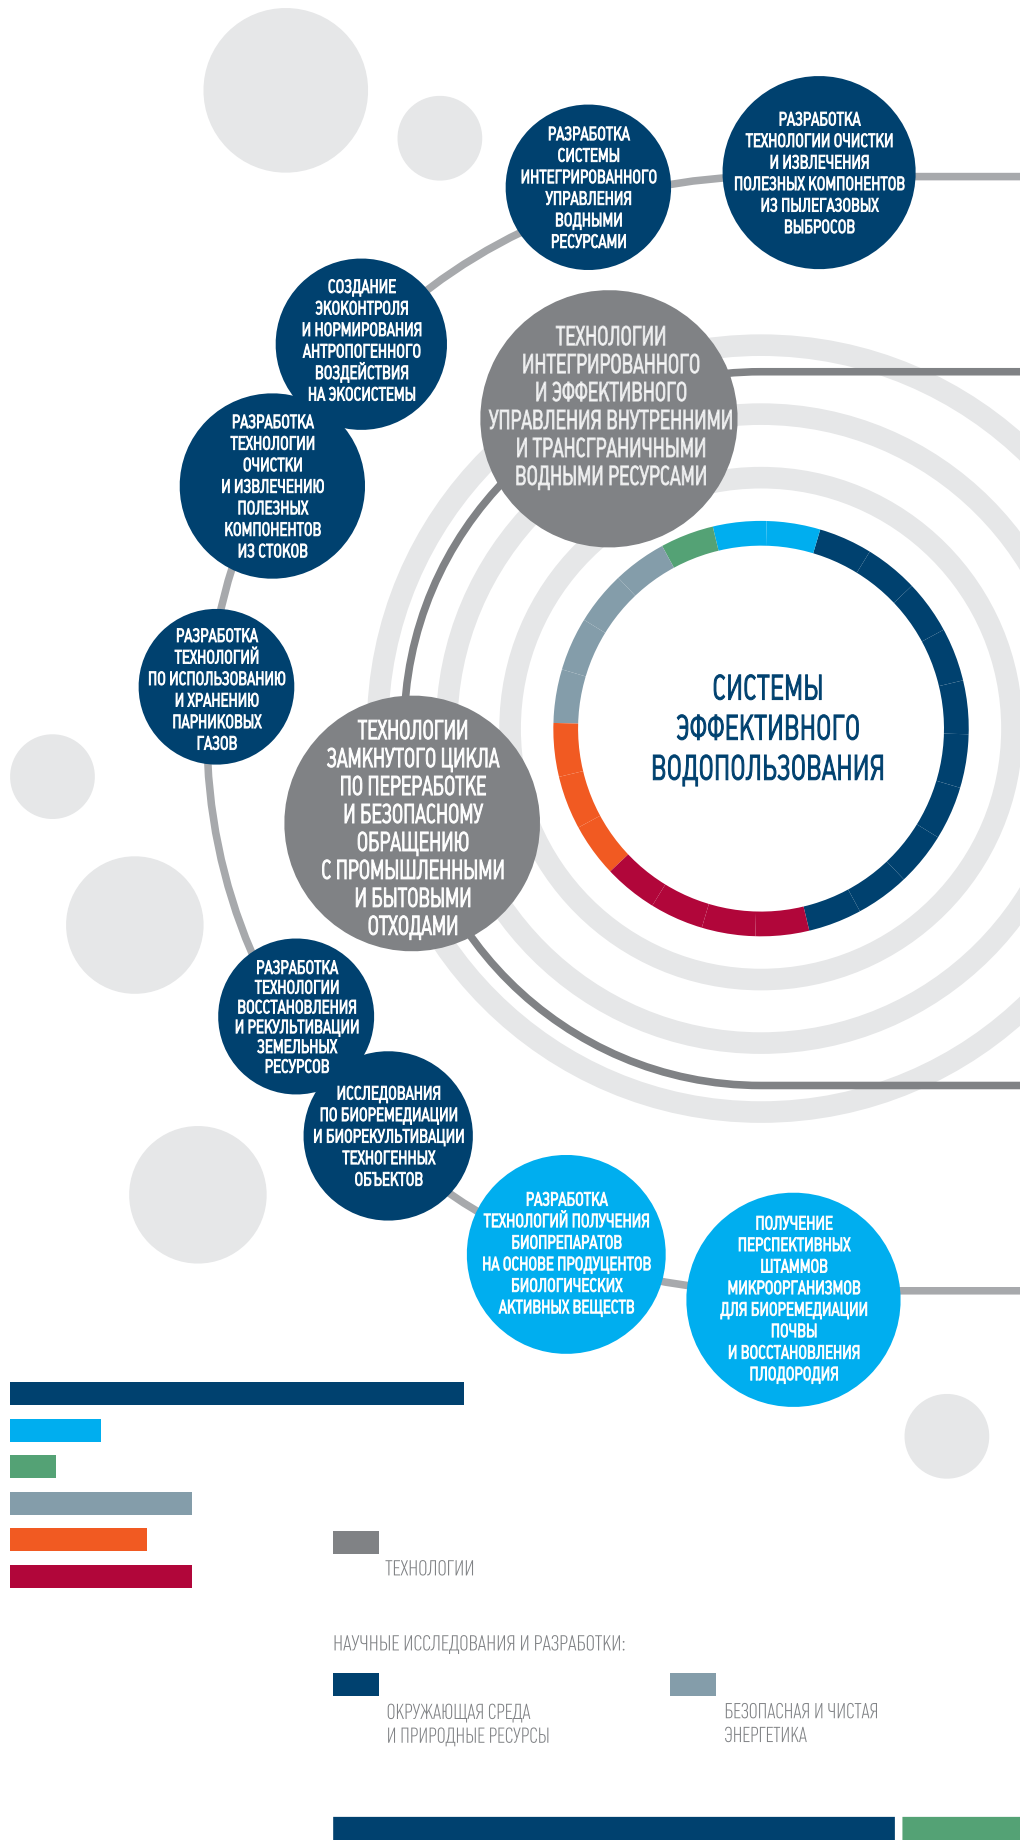 РАЗРАБОТКА
ТЕХНОЛОГИИ ОЧИСТКИ
И ИЗВЛЕЧЕНИЯ
ПОЛЕЗНЫХ КОМПОНЕНТОВ
ИЗ ПЫЛЕГАЗОВЫХ
ВЫБРОСОВ
РАЗРАБОТКА
СИСТЕМЫ
ИНТЕГРИРОВАННОГО
УПРАВЛЕНИЯ
ВОДНЫМИ
РЕСУРСАМИ
СОЗДАНИЕ
ЭКОКОНТРОЛЯ
И НОРМИРОВАНИЯ
АНТРОПОГЕННОГО
ВОЗДЕЙСТВИЯ
НА ЭКОСИСТЕМЫ
ТЕХНОЛОГИИ
ИНТЕГРИРОВАННОГО
И ЭФФЕКТИВНОГО
УПРАВЛЕНИЯ ВНУТРЕННИМИ
И ТРАНСГРАНИЧНЫМИ
ВОДНЫМИ РЕСУРСАМИ
РАЗРАБОТКА
ТЕХНОЛОГИИ
ОЧИСТКИ
И ИЗВЛЕЧЕНИЮ
ПОЛЕЗНЫХ
КОМПОНЕНТОВ
ИЗ СТОКОВ
РАЗРАБОТКА
ТЕХНОЛОГИЙ
ПО ИСПОЛЬЗОВАНИЮ
И ХРАНЕНИЮ
ПАРНИКОВЫХ
ГАЗОВ
СИСТЕМЫ
ЭФФЕКТИВНОГО
ВОДОПОЛЬЗОВАНИЯ
ТЕХНОЛОГИИ
ЗАМКНУТОГО ЦИКЛА
ПО ПЕРЕРАБОТКЕ
И БЕЗОПАСНОМУ
ОБРАЩЕНИЮ
С ПРОМЫШЛЕННЫМИ
И БЫТОВЫМИ
ОТХОДАМИ
РАЗРАБОТКА
ТЕХНОЛОГИИ
ВОССТАНОВЛЕНИЯ
И РЕКУЛЬТИВАЦИИ
ЗЕМЕЛЬНЫХ
РЕСУРСОВ
ИССЛЕДОВАНИЯ
ПО БИОРЕМЕДИАЦИИ
И БИОРЕКУЛЬТИВАЦИИ
ТЕХНОГЕННЫХ
ОБЪЕКТОВ
РАЗРАБОТКА
ТЕХНОЛОГИЙ ПОЛУЧЕНИЯ
БИОПРЕПАРАТОВ
НА ОСНОВЕ ПРОДУЦЕНТОВ
БИОЛОГИЧЕСКИХ
АКТИВНЫХ ВЕЩЕСТВ
ПОЛУЧЕНИЕ
ПЕРСПЕКТИВНЫХ
ШТАММОВ
МИКРООРГАНИЗМОВ
ДЛЯ БИОРЕМЕДИАЦИИ
ПОЧВЫ
И ВОССТАНОВЛЕНИЯ
ПЛОДОРОДИЯ
ТЕХНОЛОГИИ
НАУЧНЫЕ ИССЛЕДОВАНИЯ И РАЗРАБОТКИ:
ОКРУЖАЮЩАЯ СРЕДА
И ПРИРОДНЫЕ РЕСУРСЫ
БЕЗОПАСНАЯ И ЧИСТАЯ
ЭНЕРГЕТИКА